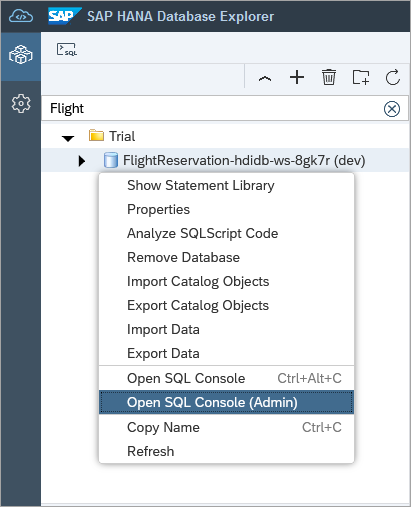 SAP SAP HANA Database Explorer
SQL
Flight
Trial
FlightReservation-hdidb-ws-8gk7r (dev)
Show Statement Library
Properties
Analyze SQLScript Code
Remove Database
Import Catalog Objects
Export Catalog Objects
Import Data
Export Data
Open SQL Console Ctrl+Alt+C
Open SQL Console (Admin)
Copy Name Ctrl+C
Refresh